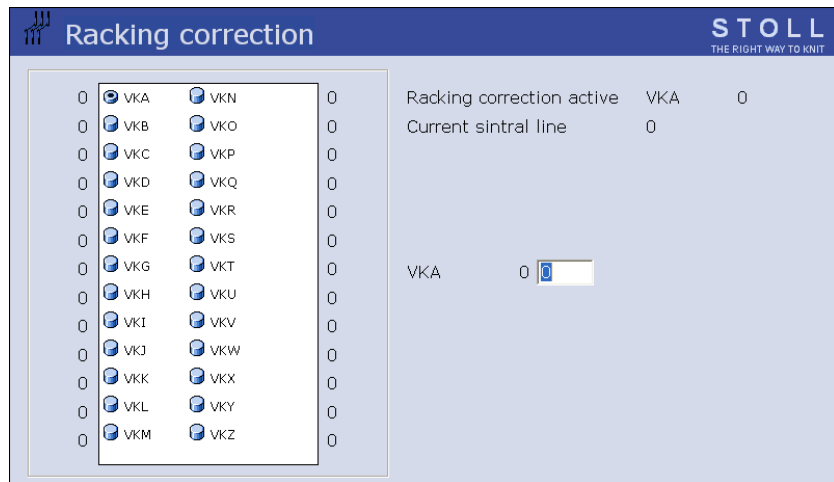 Racking correction
STOLL
THE RIGHT WAY TO KNIT
0 VKA VKN 0
0 VKB VKO 0
0 VKC VKP 0
0 VKD VKQ 0
0 VKE VKR 0
0 VKF VKS 0
0 VKG VKT 0
0 VKH VKU 0
0 VKI VKV 0
0 VKJ VKW 0
0 VKK VKX 0
0 VKL VKY 0
0 VKM VKZ 0
Racking correction active VKA 0
Current sintral line 0
VKA 0 0